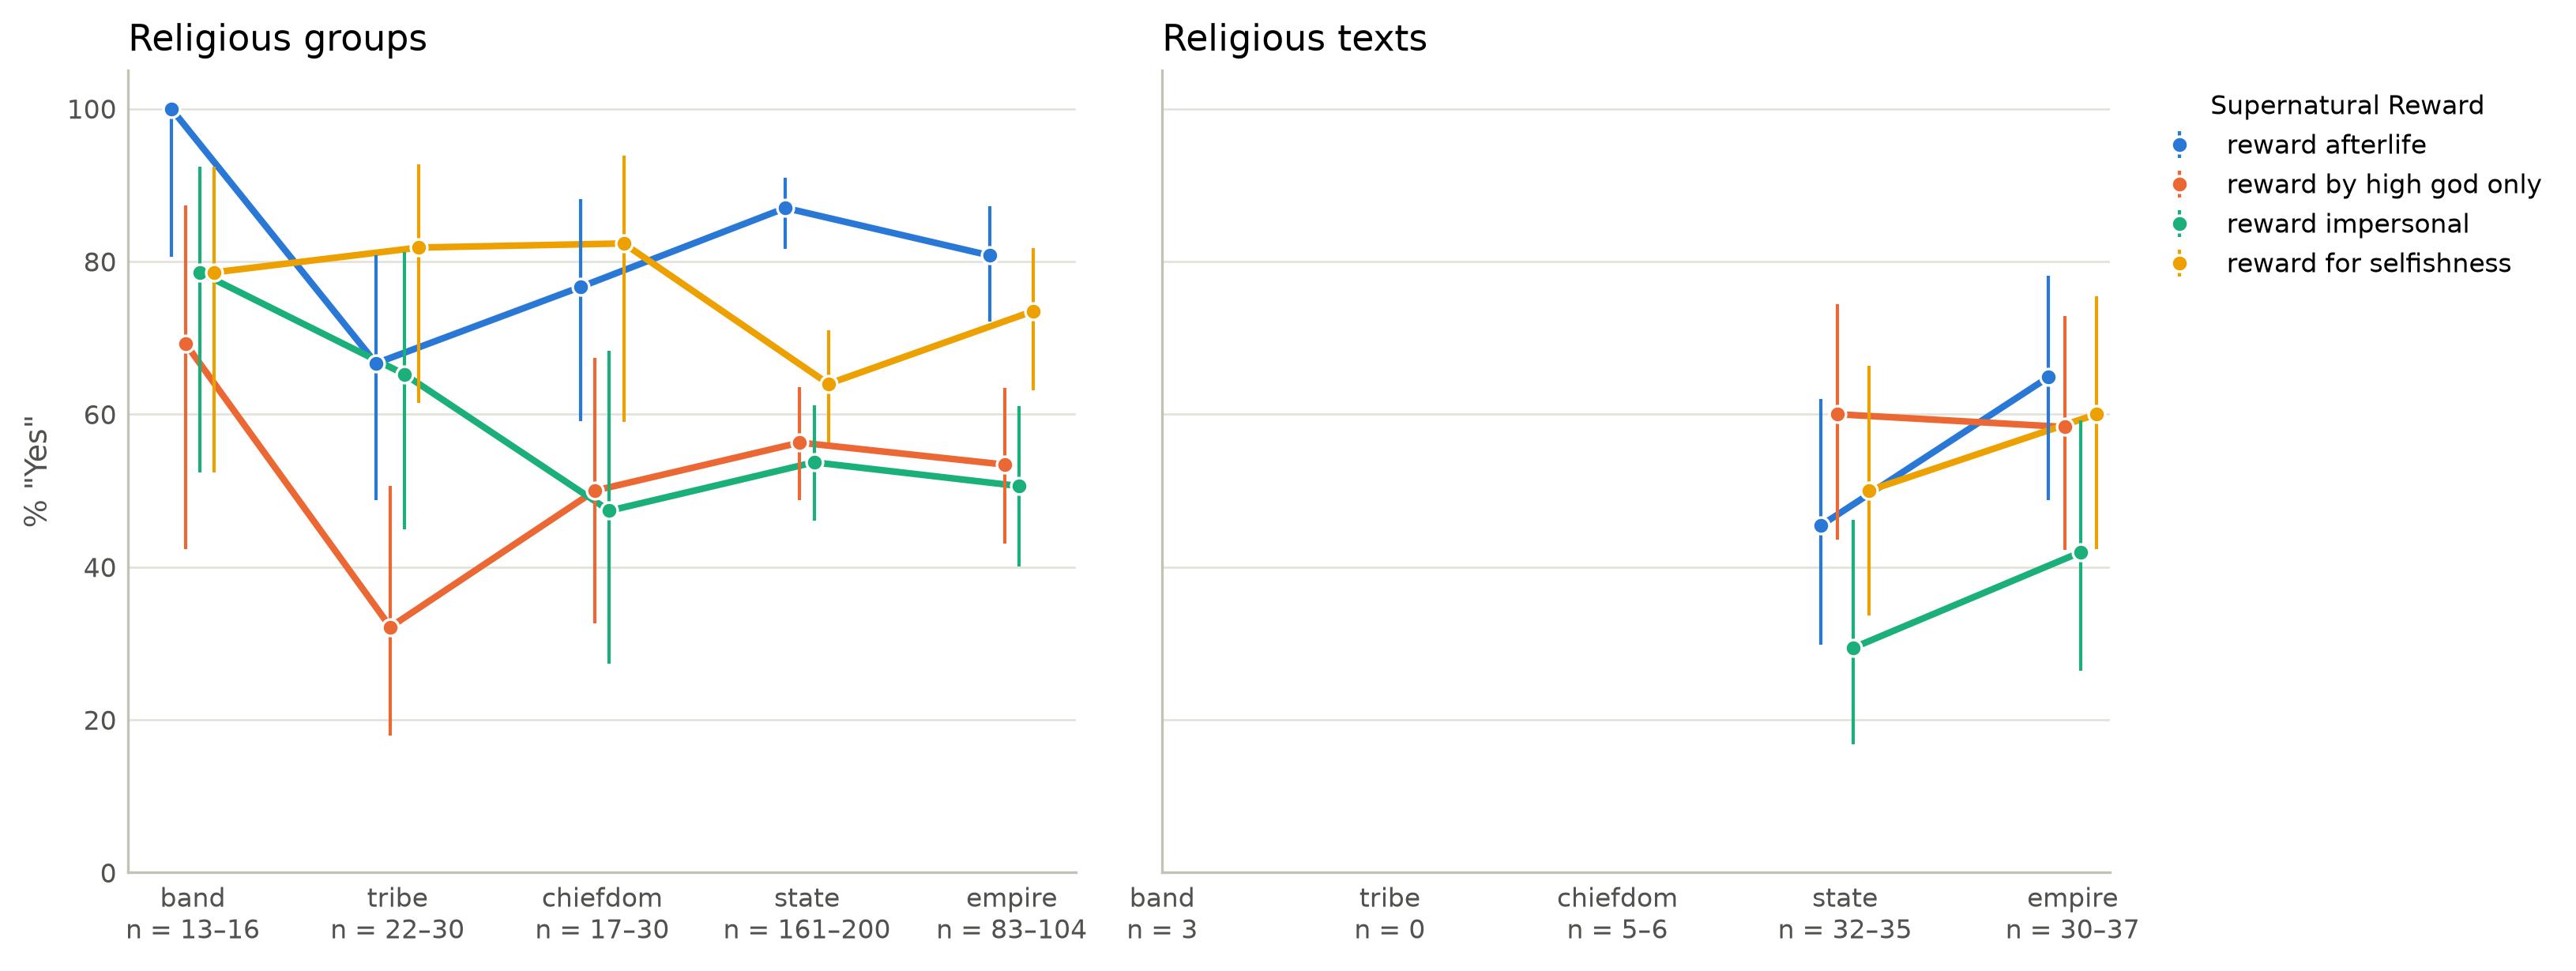 Religious groups
Religious texts
% "Yes"
100
80
60
40
20
0
band
n = 13–16
tribe
n = 22–30
chiefdom
n = 17–30
state
n = 161–200
empire
n = 83–104
band
n = 3
tribe
n = 0
chiefdom
n = 5–6
state
n = 32–35
empire
n = 30–37
Supernatural Reward
reward afterlife
reward by high god only
reward impersonal
reward for selfishness